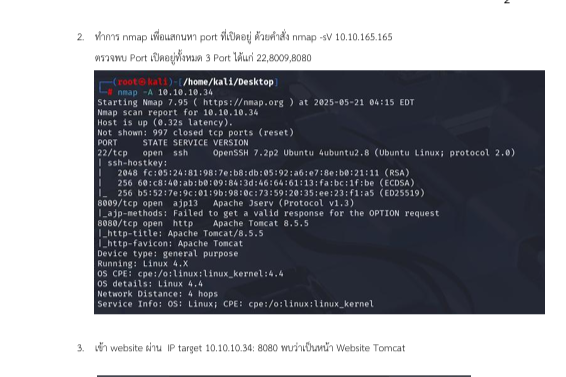 2
2. ทำการ nmap เพื่อแสกนหา port ที่เปิดอยู่ ด้วยคำสั่ง nmap -sV 10.10.165.165
ตรวจพบ Port เปิดอยู่ทั้งหมด 3 Port ได้แก่ 22,8009,8080
(root㉿kali)-[/home/kali/Desktop]
# nmap -A 10.10.10.34
Starting Nmap 7.95 ( https://nmap.org ) at 2025-05-21 04:15 EDT
Nmap scan report for 10.10.10.34
Host is up (0.32s latency).
Not shown: 997 closed tcp ports (reset)
PORT     STATE SERVICE VERSION
22/tcp   open  ssh     OpenSSH 7.2p2 Ubuntu 4ubuntu2.8 (Ubuntu Linux; protocol 2.0)
| ssh-hostkey:
|   2048 fc:05:24:81:98:7e:b8:db:05:92:a6:e7:8e:b0:21:11 (RSA)
|   256 60:c8:40:ab:b0:09:84:3d:46:64:61:13:fa:bc:1f:be (ECDSA)
|_  256 b5:52:7e:9c:01:9b:98:0c:73:59:20:35:ee:23:f1:a5 (ED25519)
8009/tcp open  ajp13   Apache Jserv (Protocol v1.3)
|_ajp-methods: Failed to get a valid response for the OPTION request
8080/tcp open  http    Apache Tomcat 8.5.5
|_http-title: Apache Tomcat/8.5.5
|_http-favicon: Apache Tomcat
Device type: general purpose
Running: Linux 4.X
OS CPE: cpe:/o:linux:linux_kernel:4.4
OS details: Linux 4.4
Network Distance: 4 hops
Service Info: OS: Linux; CPE: cpe:/o:linux:linux_kernel
3. เข้า website ผ่าน IP target 10.10.10.34: 8080 พบว่าเป็นหน้า Website Tomcat